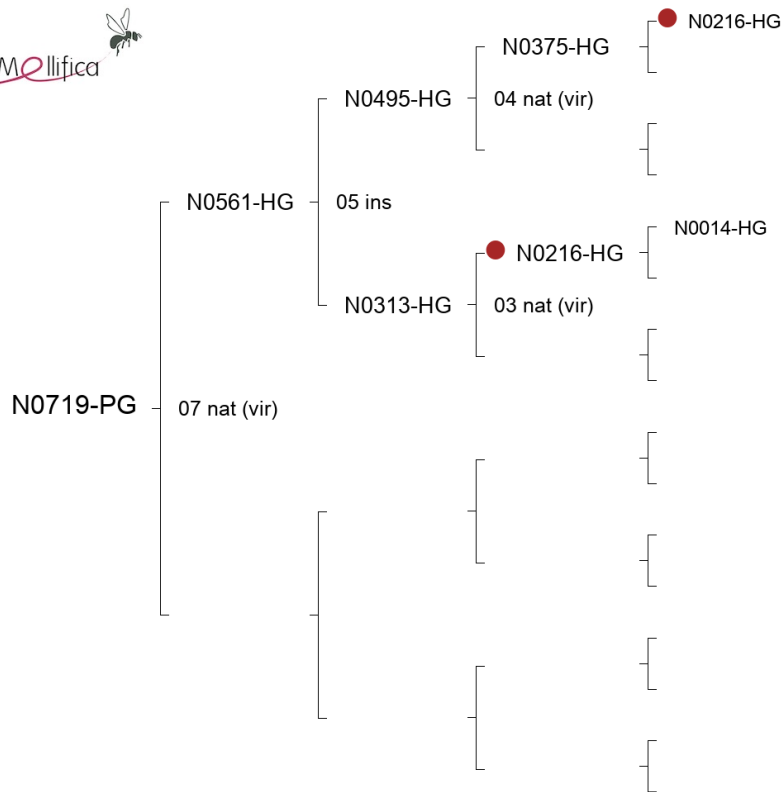 Mellifica
N0216-HG
N0375-HG
N0495-HG
04 nat (vir)
N0561-HG
05 ins
N0014-HG
N0216-HG
N0313-HG
03 nat (vir)
N0719-PG
07 nat (vir)